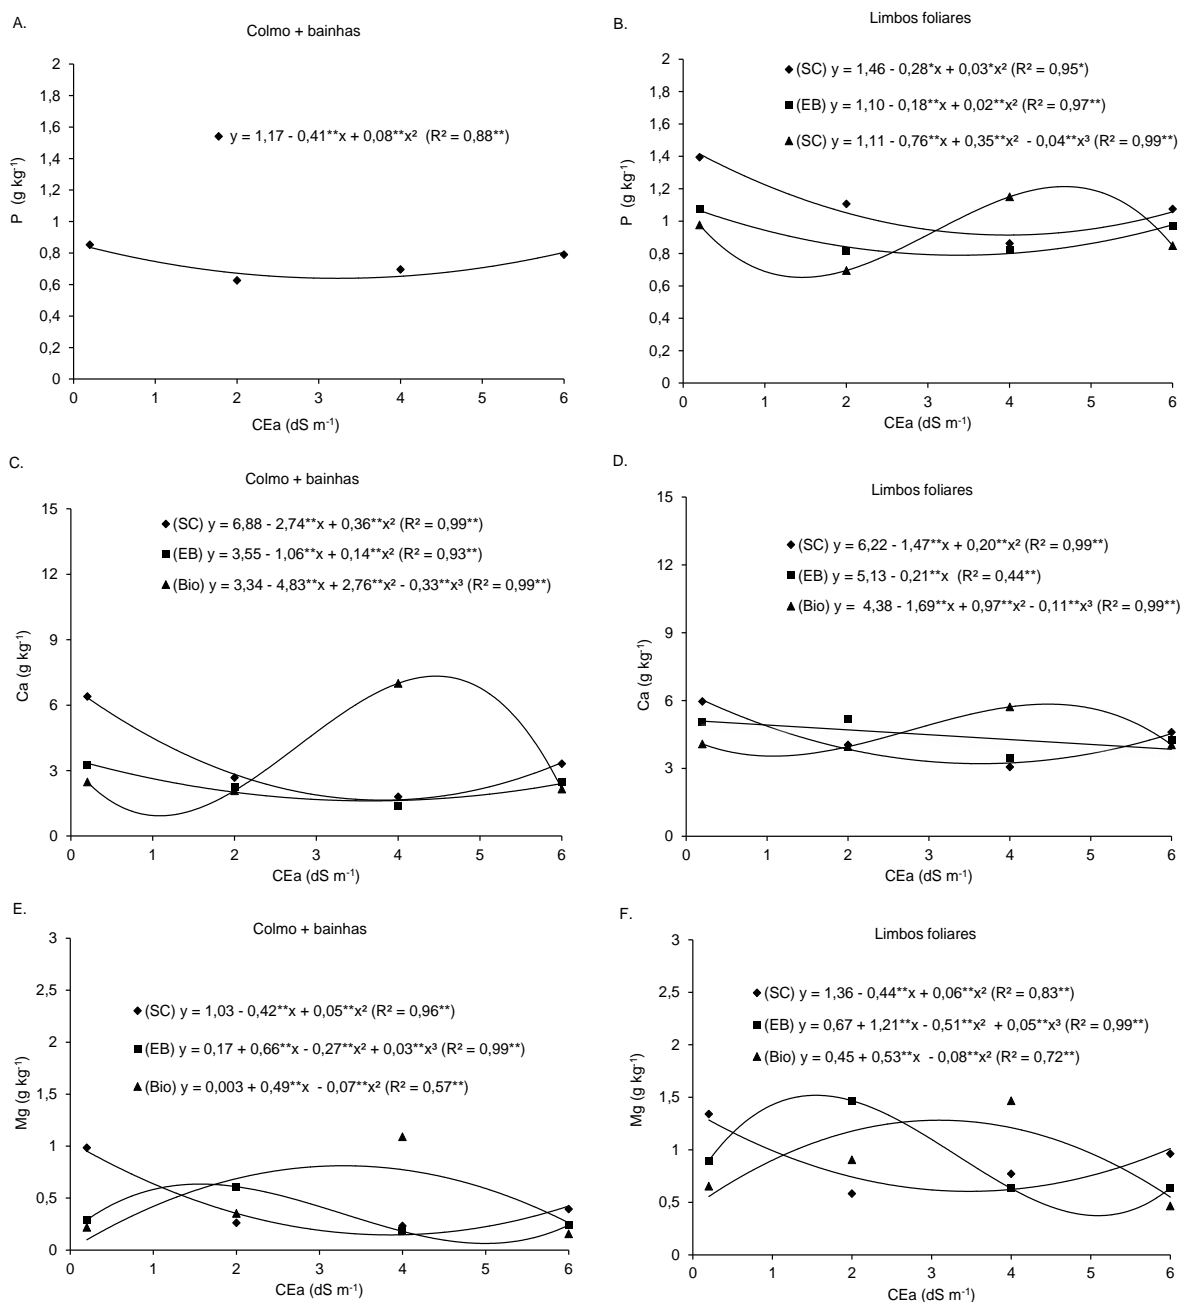 A.
Colmo + bainhas
y = 1,17 - 0,41**x + 0,08**x² (R² = 0,88**)
P (g kg⁻¹)
2
1,8
1,6
1,4
1,2
1
0,8
0,6
0,4
0,2
0
0 1 2 3 4 5 6
CEa (dS m⁻¹)
B.
Limbos foliares
(SC) y = 1,46 - 0,28*x + 0,03*x² (R² = 0,95*)
(EB) y = 1,10 - 0,18**x + 0,02**x² (R² = 0,97**)
(SC) y = 1,11 - 0,76**x + 0,35**x² - 0,04**x³ (R² = 0,99**)
P (g kg⁻¹)
2
1,8
1,6
1,4
1,2
1
0,8
0,6
0,4
0,2
0
0 1 2 3 4 5 6
CEa (dS m⁻¹)
C.
Colmo + bainhas
(SC) y = 6,88 - 2,74**x + 0,36**x² (R² = 0,99**)
(EB) y = 3,55 - 1,06**x + 0,14**x² (R² = 0,93**)
(Bio) y = 3,34 - 4,83**x + 2,76**x² - 0,33**x³ (R² = 0,99**)
Ca (g kg⁻¹)
15
12
9
6
3
0
0 1 2 3 4 5 6
CEa (dS m⁻¹)
D.
Limbos foliares
(SC) y = 6,22 - 1,47**x + 0,20**x² (R² = 0,99**)
(EB) y = 5,13 - 0,21**x (R² = 0,44**)
(Bio) y = 4,38 - 1,69**x + 0,97**x² - 0,11**x³ (R² = 0,99**)
Ca (g kg⁻¹)
15
12
9
6
3
0
0 1 2 3 4 5 6
CEa (dS m⁻¹)
E.
Colmo + bainhas
(SC) y = 1,03 - 0,42**x + 0,05**x² (R² = 0,96**)
(EB) y = 0,17 + 0,66**x - 0,27**x² + 0,03**x³ (R² = 0,99**)
(Bio) y = 0,003 + 0,49**x - 0,07**x² (R² = 0,57**)
Mg (g kg⁻¹)
3
2,5
2
1,5
1
0,5
0
0 2 4 6
CEa (dS m⁻¹)
F.
Limbos foliares
(SC) y = 1,36 - 0,44**x + 0,06**x² (R² = 0,83**)
(EB) y = 0,67 + 1,21**x - 0,51**x² + 0,05**x³ (R² = 0,99**)
(Bio) y = 0,45 + 0,53**x - 0,08**x² (R² = 0,72**)
Mg (g kg⁻¹)
3
2,5
2
1,5
1
0,5
0
0 1 2 3 4 5 6
CEa (dS m⁻¹)